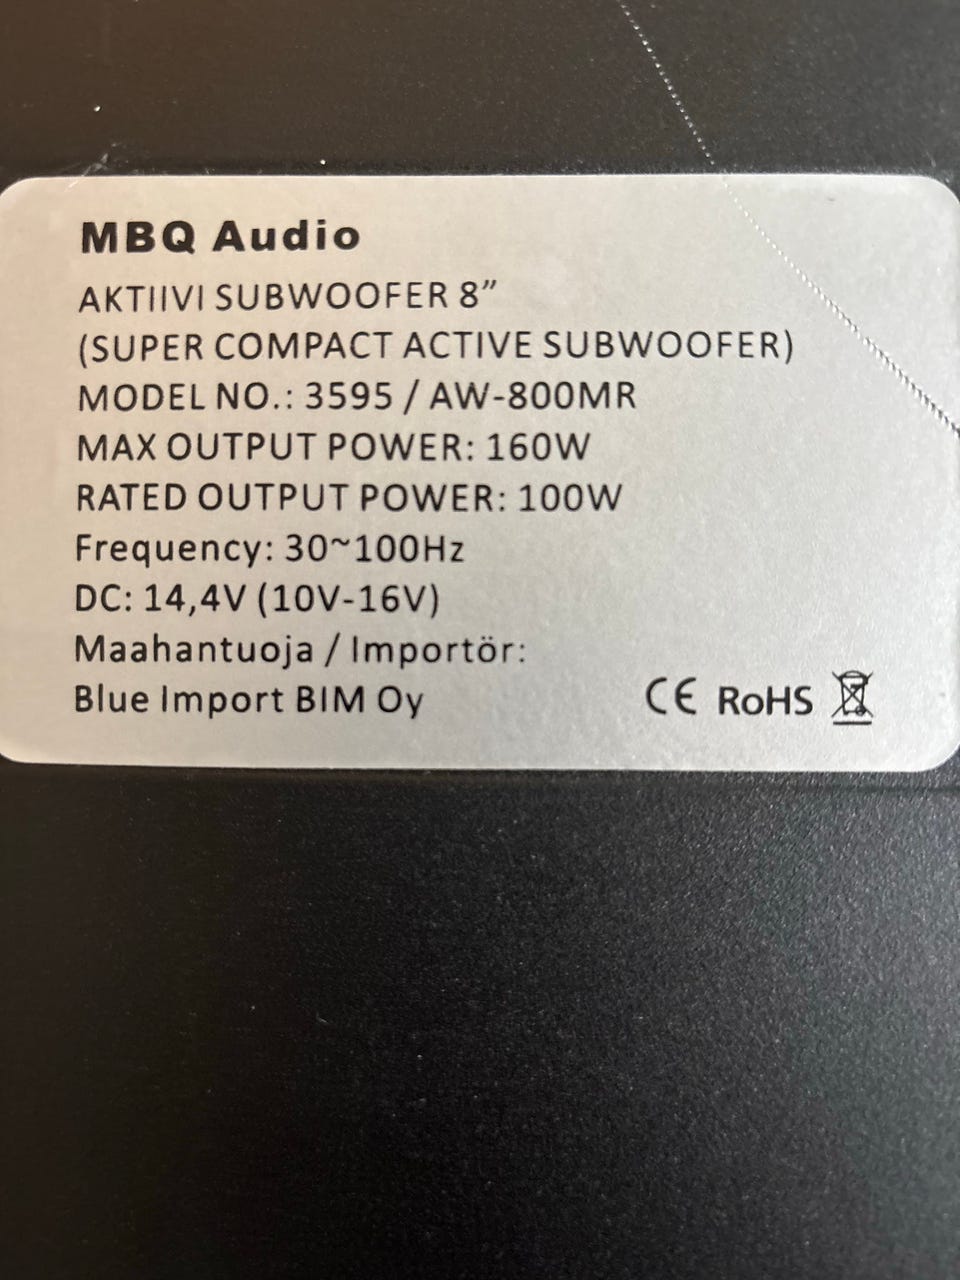 MBQ Audio
AKTIIVI SUBWOOFER 8”
(SUPER COMPACT ACTIVE SUBWOOFER)
MODEL NO.: 3595 / AW-800MR
MAX OUTPUT POWER: 160W
RATED OUTPUT POWER: 100W
Frequency: 30~100Hz
DC: 14,4V (10V-16V)
Maahantuoja / Importör:
Blue Import BIM Oy
CE RoHS